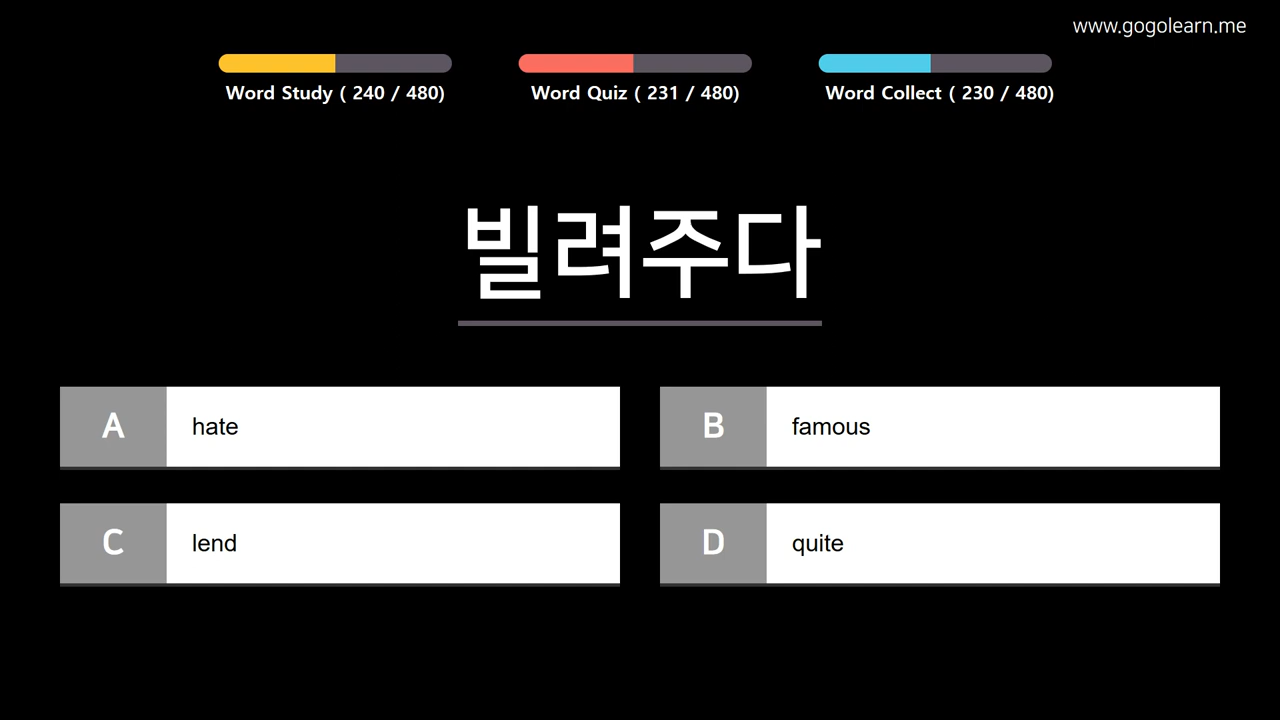 www.gogolearn.me
Word Study ( 240 / 480)
Word Quiz ( 231 / 480)
Word Collect ( 230 / 480)
빌려주다
A hate
B famous
C lend
D quite